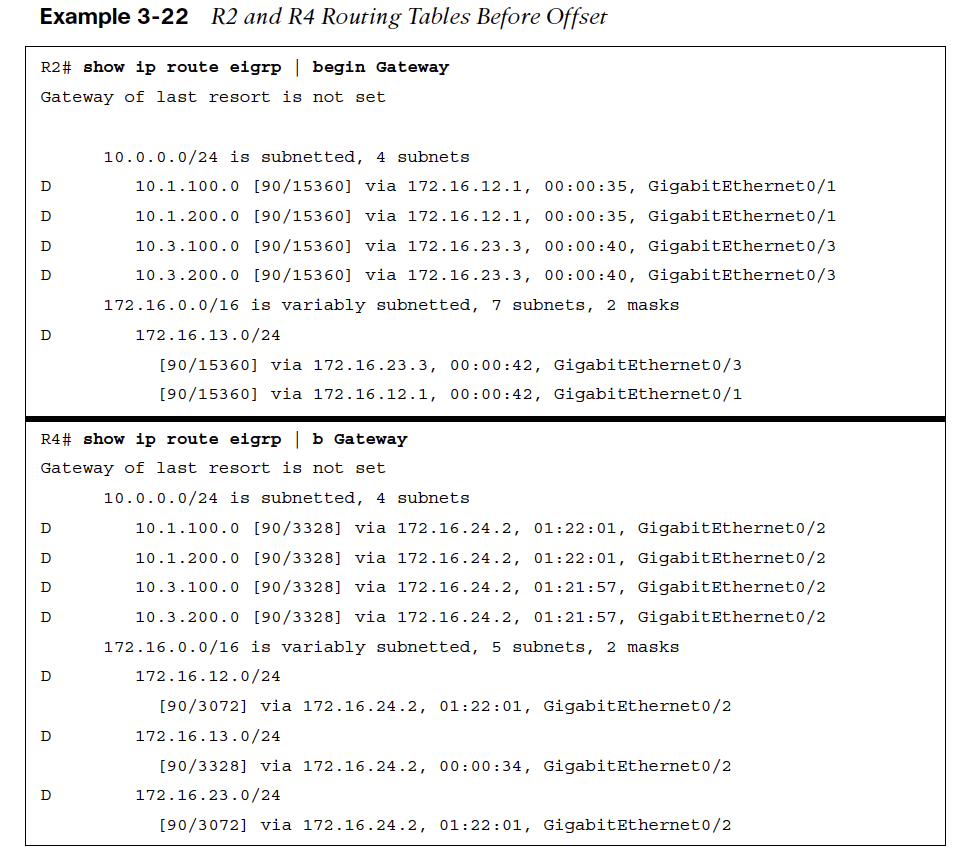 Example 3-22 R2 and R4 Routing Tables Before Offset
R2# show ip route eigrp | begin Gateway
Gateway of last resort is not set
10.0.0.0/24 is subnetted, 4 subnets
D 10.1.100.0 [90/15360] via 172.16.12.1, 00:00:35, GigabitEthernet0/1
D 10.1.200.0 [90/15360] via 172.16.12.1, 00:00:35, GigabitEthernet0/1
D 10.3.100.0 [90/15360] via 172.16.23.3, 00:00:40, GigabitEthernet0/3
D 10.3.200.0 [90/15360] via 172.16.23.3, 00:00:40, GigabitEthernet0/3
172.16.0.0/16 is variably subnetted, 7 subnets, 2 masks
D 172.16.13.0/24
[90/15360] via 172.16.23.3, 00:00:42, GigabitEthernet0/3
[90/15360] via 172.16.12.1, 00:00:42, GigabitEthernet0/1
R4# show ip route eigrp | b Gateway
Gateway of last resort is not set
10.0.0.0/24 is subnetted, 4 subnets
D 10.1.100.0 [90/3328] via 172.16.24.2, 01:22:01, GigabitEthernet0/2
D 10.1.200.0 [90/3328] via 172.16.24.2, 01:22:01, GigabitEthernet0/2
D 10.3.100.0 [90/3328] via 172.16.24.2, 01:21:57, GigabitEthernet0/2
D 10.3.200.0 [90/3328] via 172.16.24.2, 01:21:57, GigabitEthernet0/2
172.16.0.0/16 is variably subnetted, 5 subnets, 2 masks
D 172.16.12.0/24
[90/3072] via 172.16.24.2, 01:22:01, GigabitEthernet0/2
D 172.16.13.0/24
[90/3328] via 172.16.24.2, 00:00:34, GigabitEthernet0/2
D 172.16.23.0/24
[90/3072] via 172.16.24.2, 01:22:01, GigabitEthernet0/2